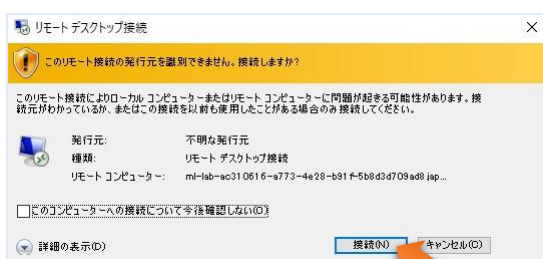 リモート デスクトップ接続
このリモート接続の発行元を識別できません。接続しますか?
このリモート接続によりローカル コンピューターまたはリモート コンピューターに問題が起きる可能性があります。接
続元がわかっているか、またはこの接続を以前も使用したことがある場合のみ接続してください。
発行元: 不明な発行元
種類: リモート デスクトップ接続
リモート コンピューター: ml-lab-ac310616-a773-4e28-b91f-5b8d3d709ad8.jap...
このコンピューターへの接続について今後確認しない(O)
詳細の表示(D) 接続(N) キャンセル(C)